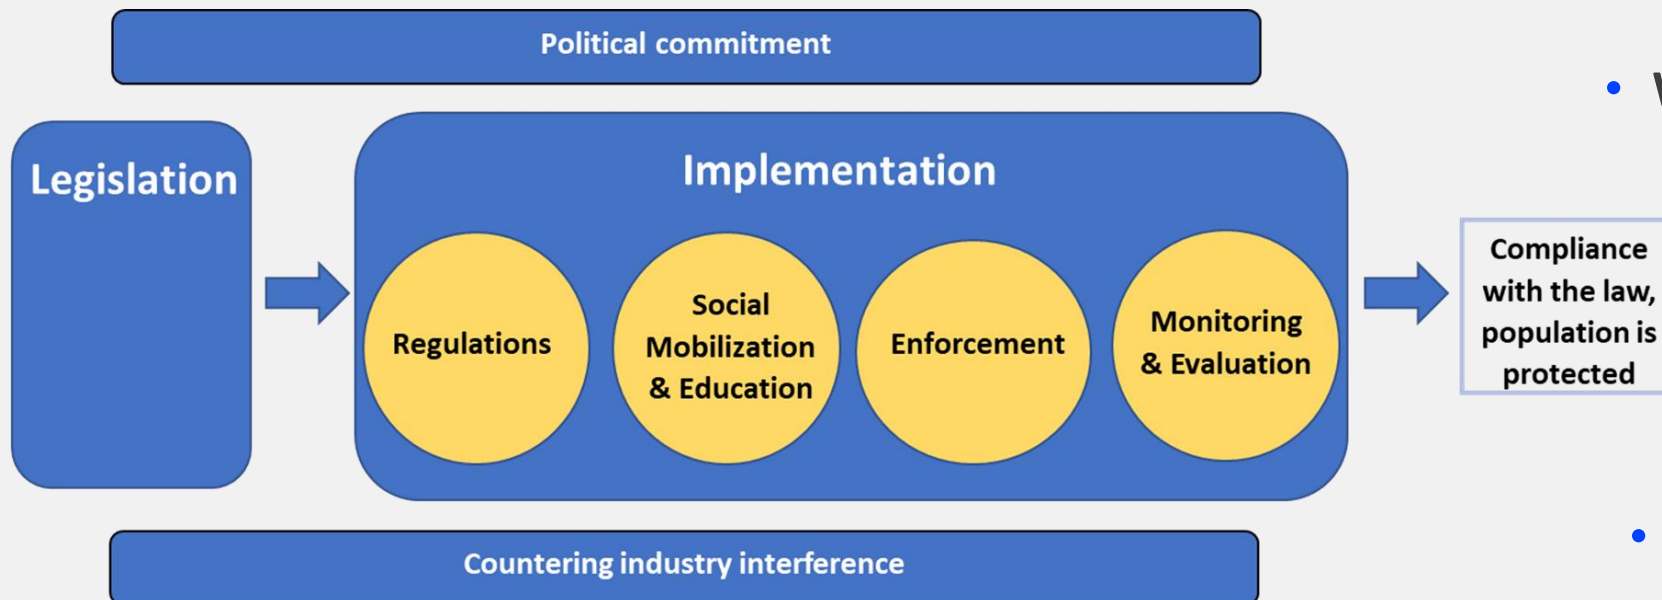 Political commitment
Legislation
Implementation
Regulations
Social
Mobilization
& Education
Enforcement
Monitoring
& Evaluation
Compliance
with the law,
population is
protected
Countering industry interference